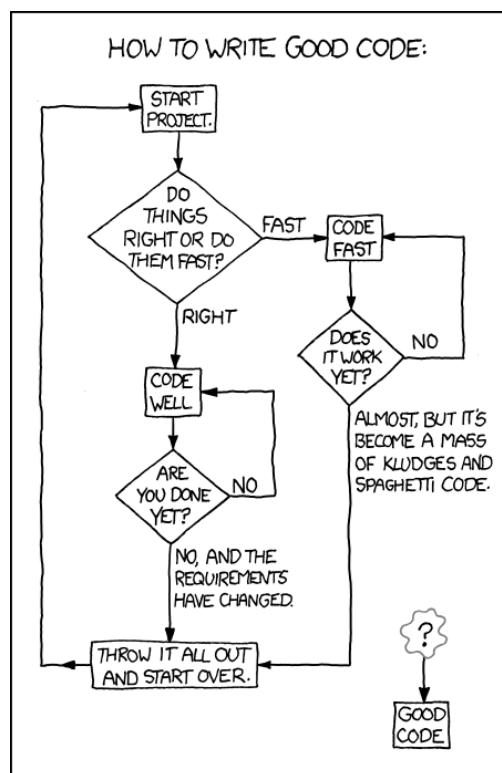 HOW TO WRITE GOOD CODE:
START
PROJECT.
DO
THINGS
RIGHT OR DO
THEM FAST?
FAST
CODE
FAST
RIGHT
DOES
IT WORK
YET?
NO
CODE
WELL
ALMOST, BUT IT'S
BECOME A MASS
OF KLUDGES AND
SPAGHETTI CODE.
ARE
YOU DONE
YET?
NO
NO, AND THE
REQUIREMENTS
HAVE CHANGED.
THROW IT ALL OUT
AND START OVER.
?
GOOD
CODE